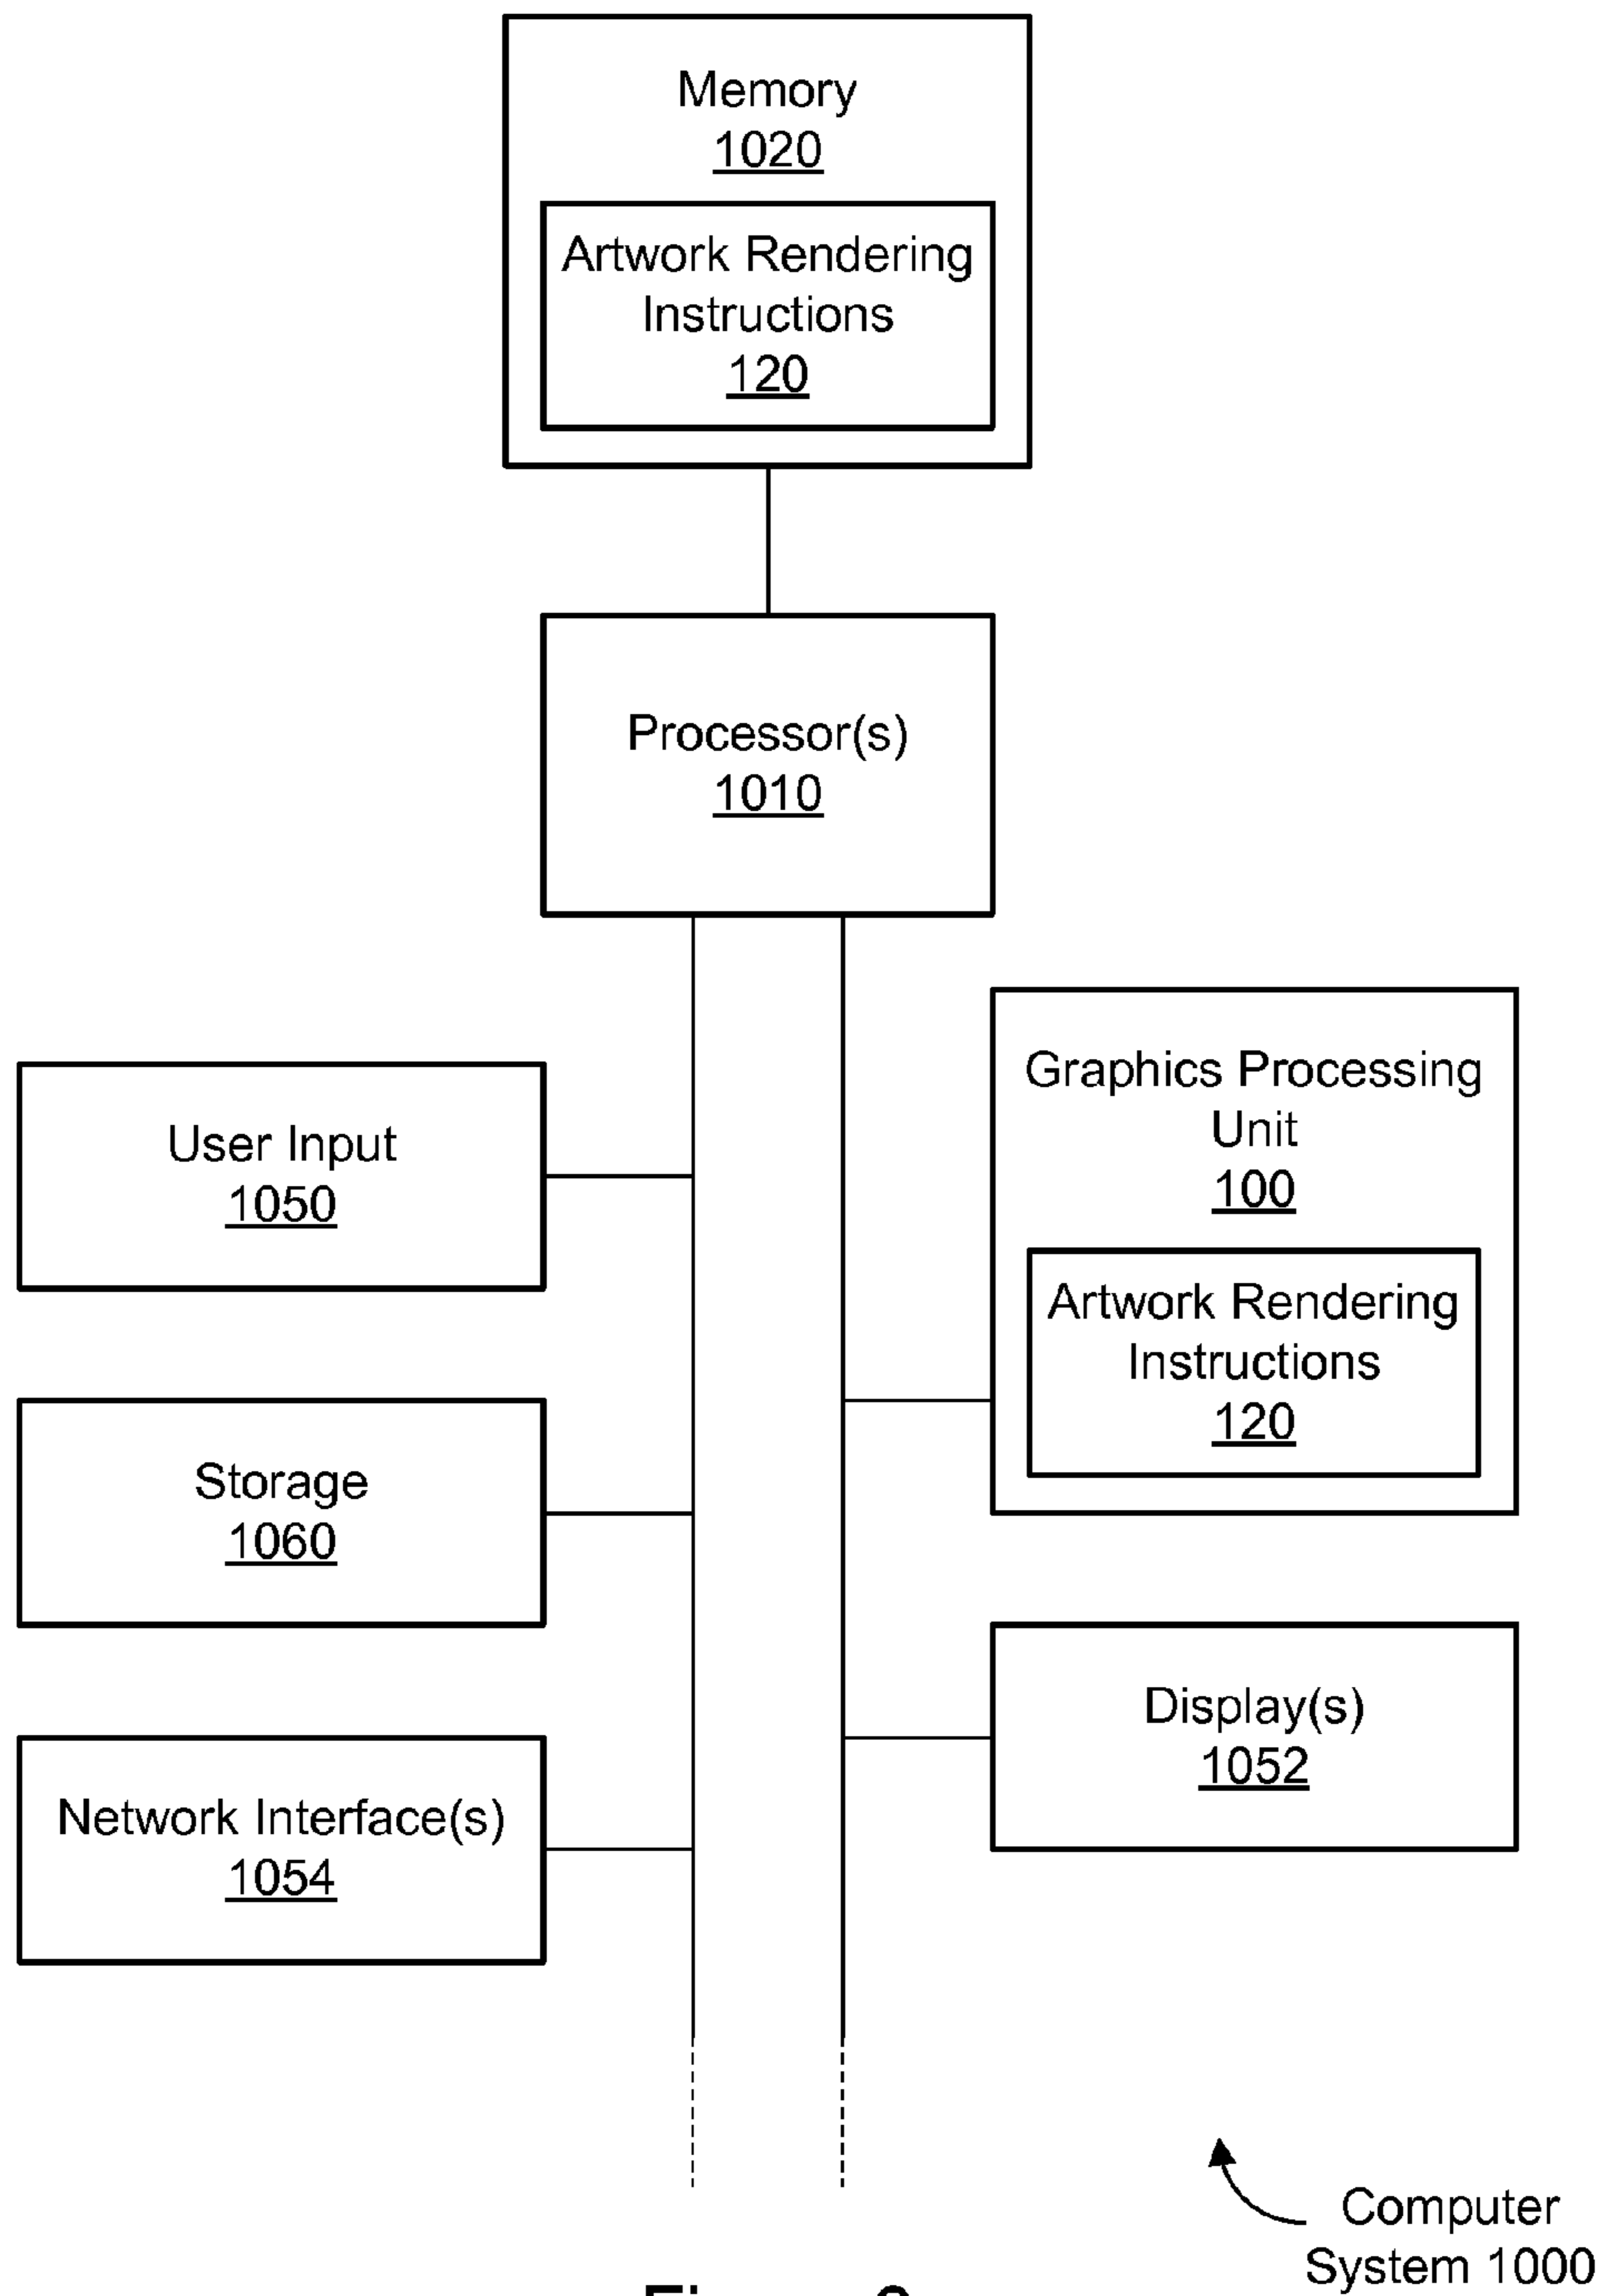 Memory
1020
Artwork Rendering
Instructions
120
Processor(s)
1010
User Input
1050
Storage
1060
Network Interface(s)
1054
Graphics Processing
Unit
100
Artwork Rendering
Instructions
120
Display(s)
1052
Computer
System 1000